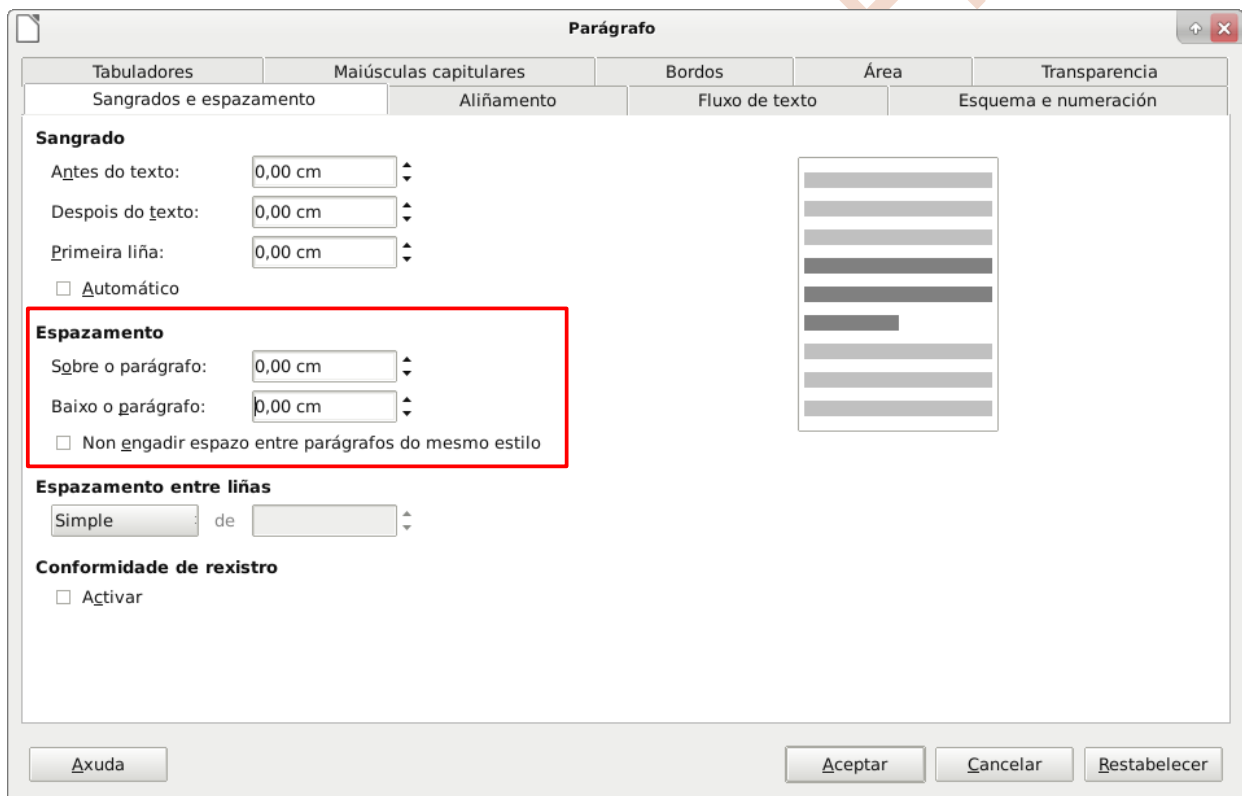 Parágrafo
Tabuladores Maiúsculas capitulares Bordos Área Transparencia
Sangrados e espazamento Aliñamento Fluxo de texto Esquema e numeración
Sangrado
Antes do texto: 0,00 cm
Despois do texto: 0,00 cm
Primeira liña: 0,00 cm
Automático
Espazamento
Sobre o parágrafo: 0,00 cm
Baixo o parágrafo: 0,00 cm
Non engadir espazo entre parágrafos do mesmo estilo
Espazamento entre liñas
Simple de
Conformidade de rexistro
Activar
Axuda Aceptar Cancelar Restabelecer